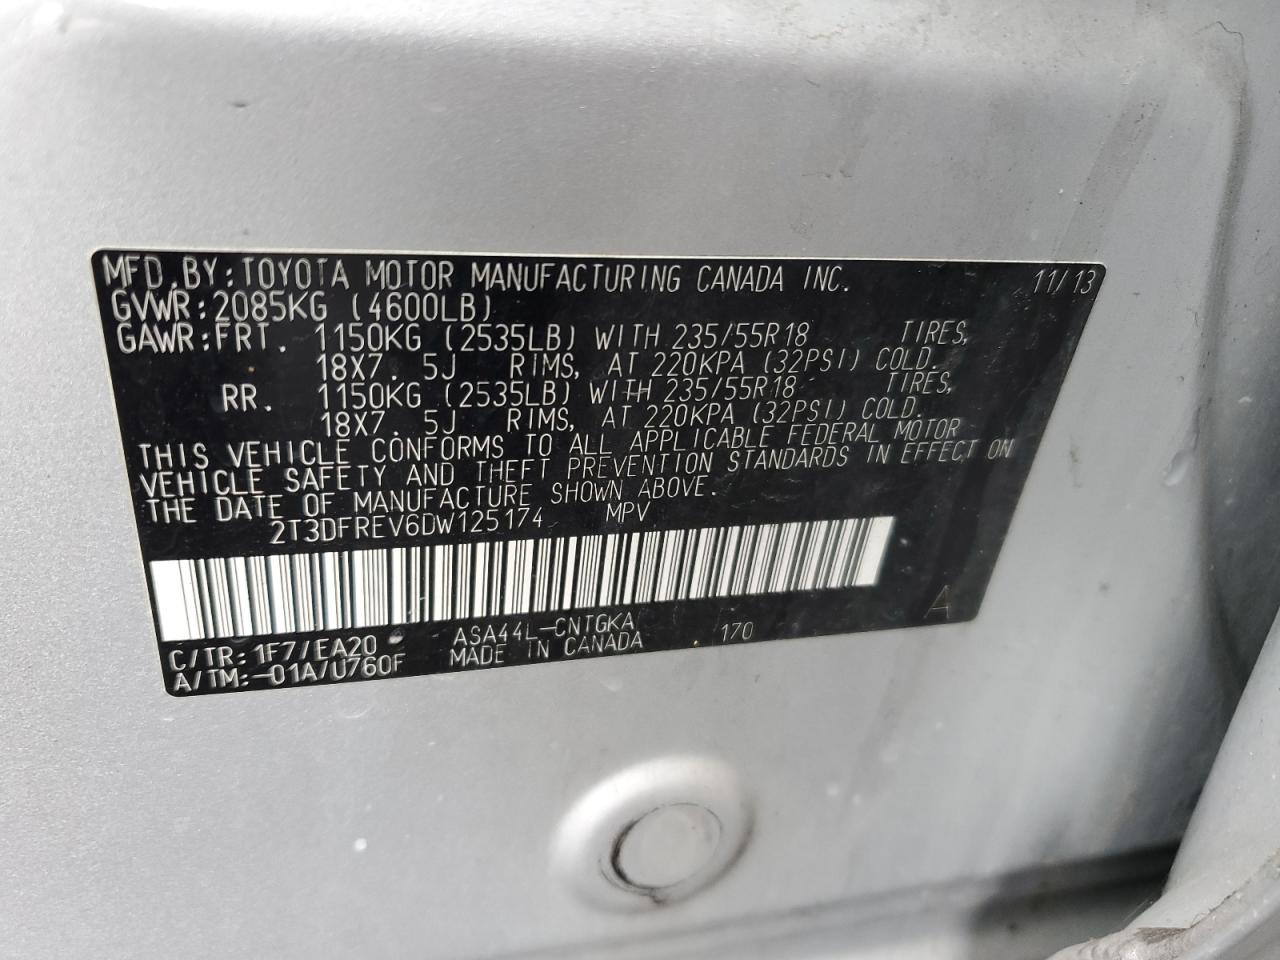 MFD.BY:TOYOTA MOTOR MANUFACTURING CANADA INC. 11/13
GVWR:2085KG (4600LB)
GAWR:FRT. 1150KG (2535LB) WITH 235/55R18 TIRES,
18X7.5J RIMS, AT 220KPA (32PSI) COLD.
RR. 1150KG (2535LB) WITH 235/55R18 TIRES,
18X7.5J RIMS, AT 220KPA (32PSI) COLD.
THIS VEHICLE CONFORMS TO ALL APPLICABLE FEDERAL MOTOR
VEHICLE SAFETY AND THEFT PREVENTION STANDARDS IN EFFECT ON
THE DATE OF MANUFACTURE SHOWN ABOVE.
2T3DFREV6DW125174 MPV
A
C/TR:1F7/EA20 ASA44L-CNTGKA 170
A/TM:-01A/U760F MADE IN CANADA